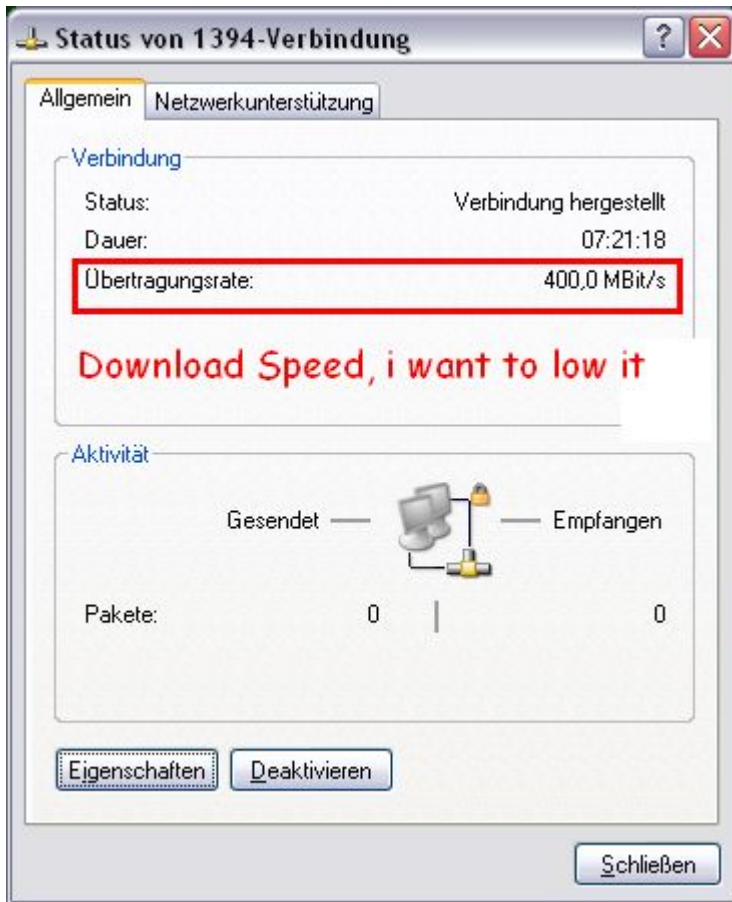 Status von 1394-Verbindung
Allgemein
Netzwerkunterstützung
Verbindung
Status: Verbindung hergestellt
Dauer: 07:21:18
Übertragungsrate: 400,0 MBit/s
Download Speed, i want to low it
Aktivität
Gesendet Empfangen
Pakete: 0 0
Eigenschaften
Deaktivieren
Schließen